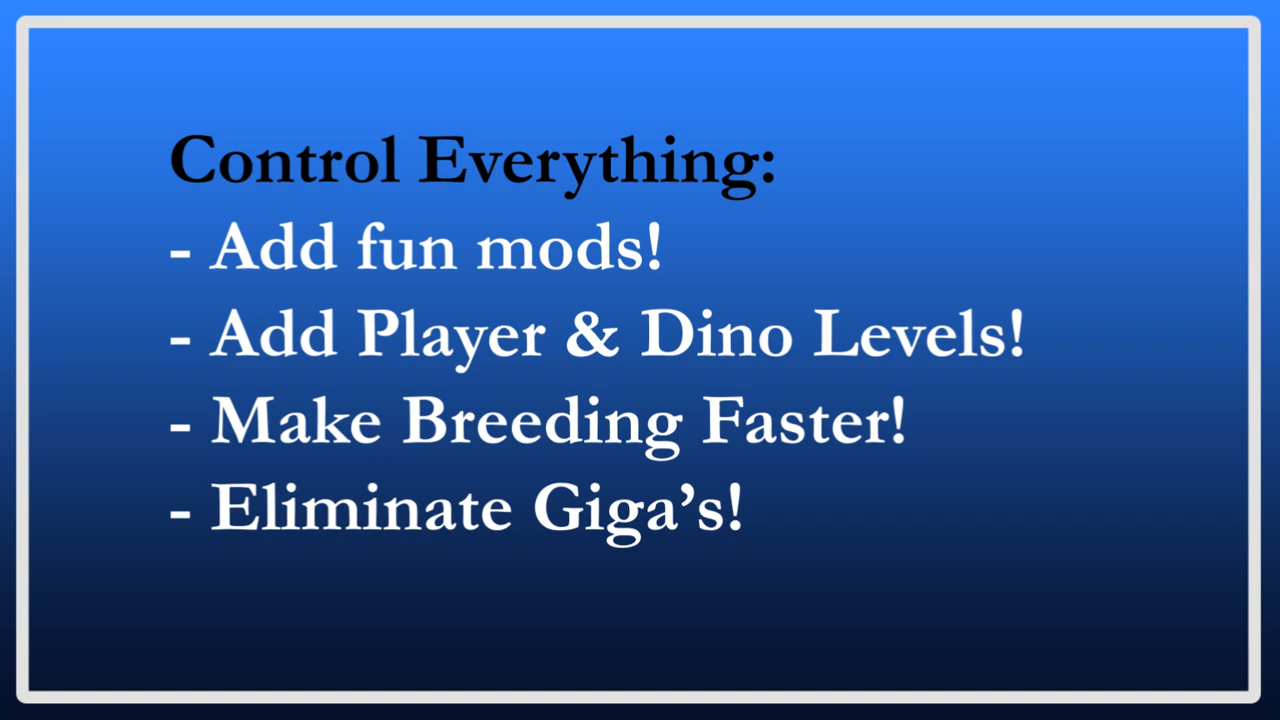 Control Everything:
- Add fun mods!
- Add Player & Dino Levels!
- Make Breeding Faster!
- Eliminate Giga’s!